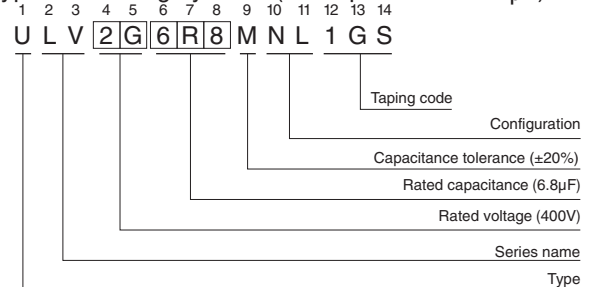 1 2 3 4 5 6 7 8 9 10 11 12 13 14
U L V 2 G 6 R 8 M N L 1 G S
Taping code
Configuration
Capacitance tolerance (±20%)
Rated capacitance (6.8µF)
Rated voltage (400V)
Series name
Type